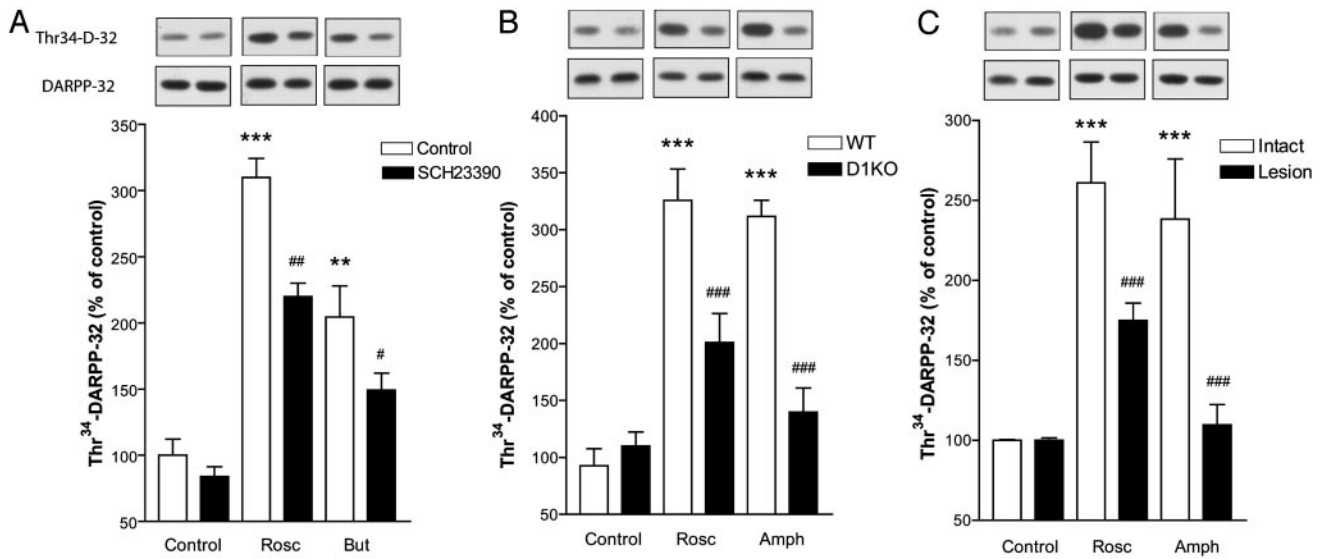 A
Thr34-D-32
DARPP-32
Thr³⁴-DARPP-32 (% of control)
350
300
250
200
150
100
50
***
##
**
#
Control
SCH23390
Control Rosc But
B
Thr³⁴-DARPP-32 (% of control)
400
350
300
250
200
150
100
50
***
###
***
###
WT
D1KO
Control Rosc Amph
C
Thr³⁴-DARPP-32 (% of control)
300
250
200
150
100
50
***
###
***
###
Intact
Lesion
Control Rosc Amph